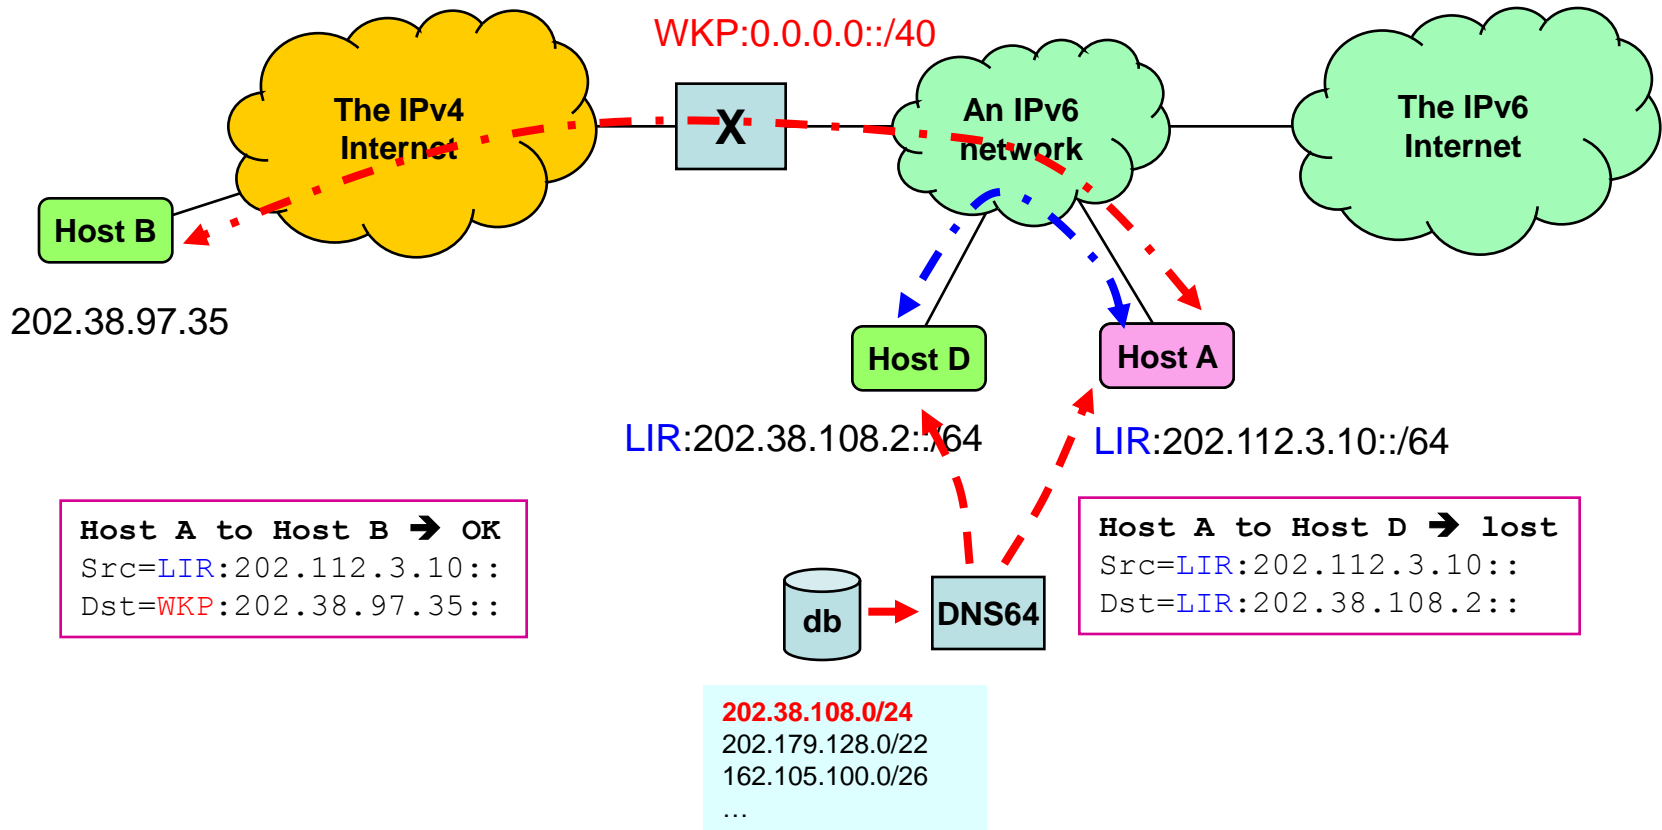 WKP:0.0.0.0::/40
The IPv4
Internet
X
An IPv6
network
The IPv6
Internet
Host B
202.38.97.35
Host D
Host A
LIR:202.38.108.2::/64
LIR:202.112.3.10::/64
Host A to Host B ➔ OK
Src=LIR:202.112.3.10::
Dst=WKP:202.38.97.35::
Host A to Host D ➔ lost
Src=LIR:202.112.3.10::
Dst=LIR:202.38.108.2::
db
DNS64
202.38.108.0/24
202.179.128.0/22
162.105.100.0/26
…